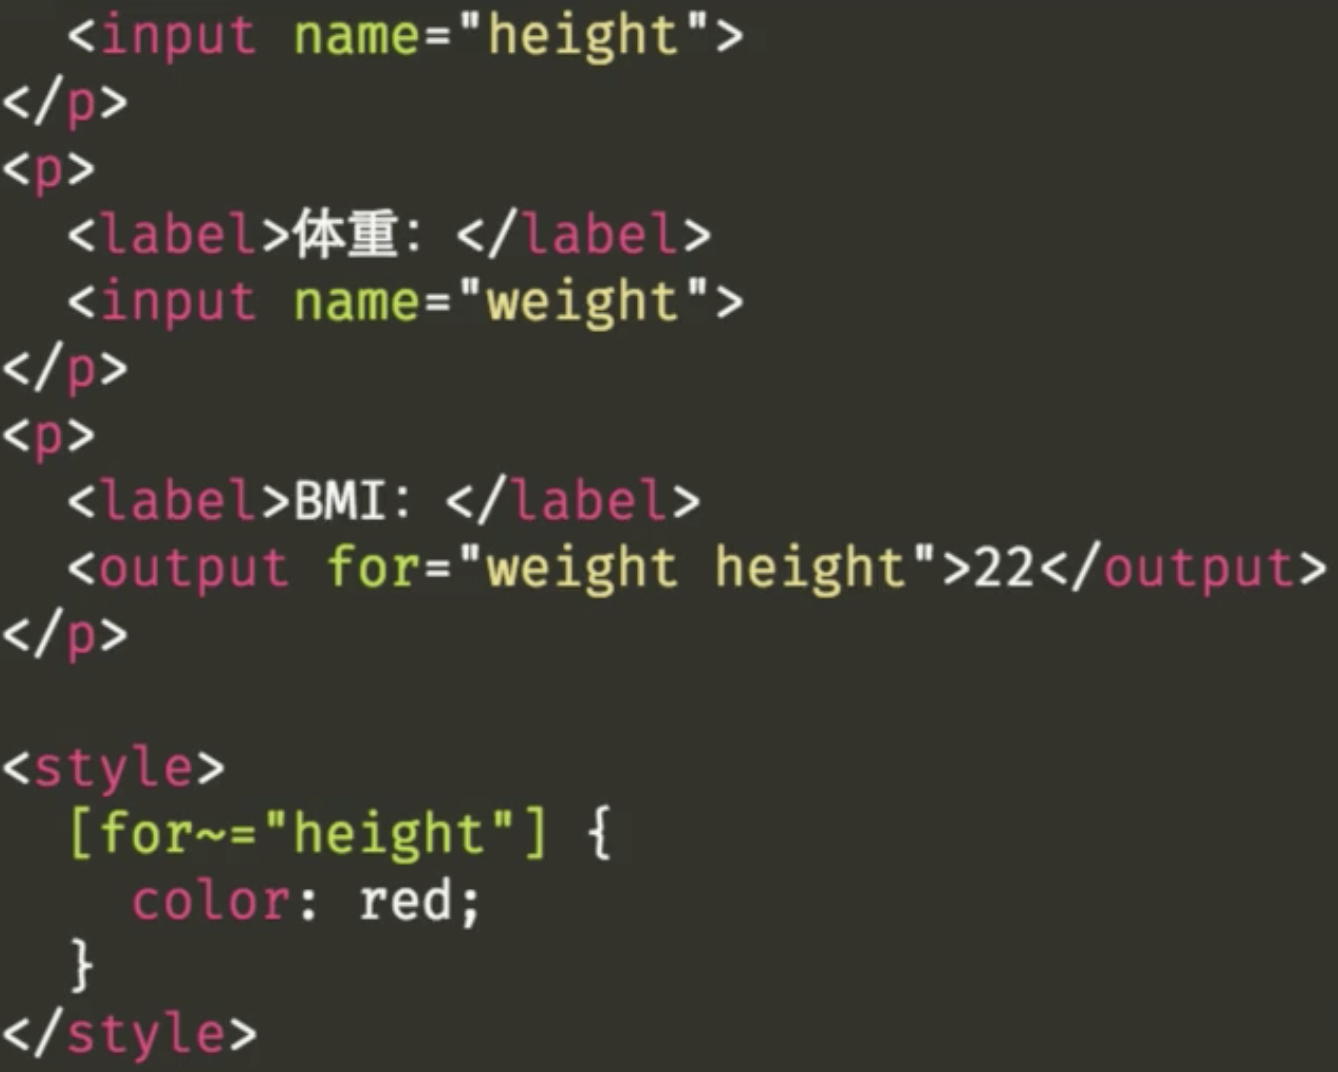 <input name="height">
</p>
<p>
<label>体重：</label>
<input name="weight">
</p>
<p>
<label>BMI：</label>
<output for="weight height">22</output>
</p>
<style>
[for~="height"] {
color: red;
}
</style>